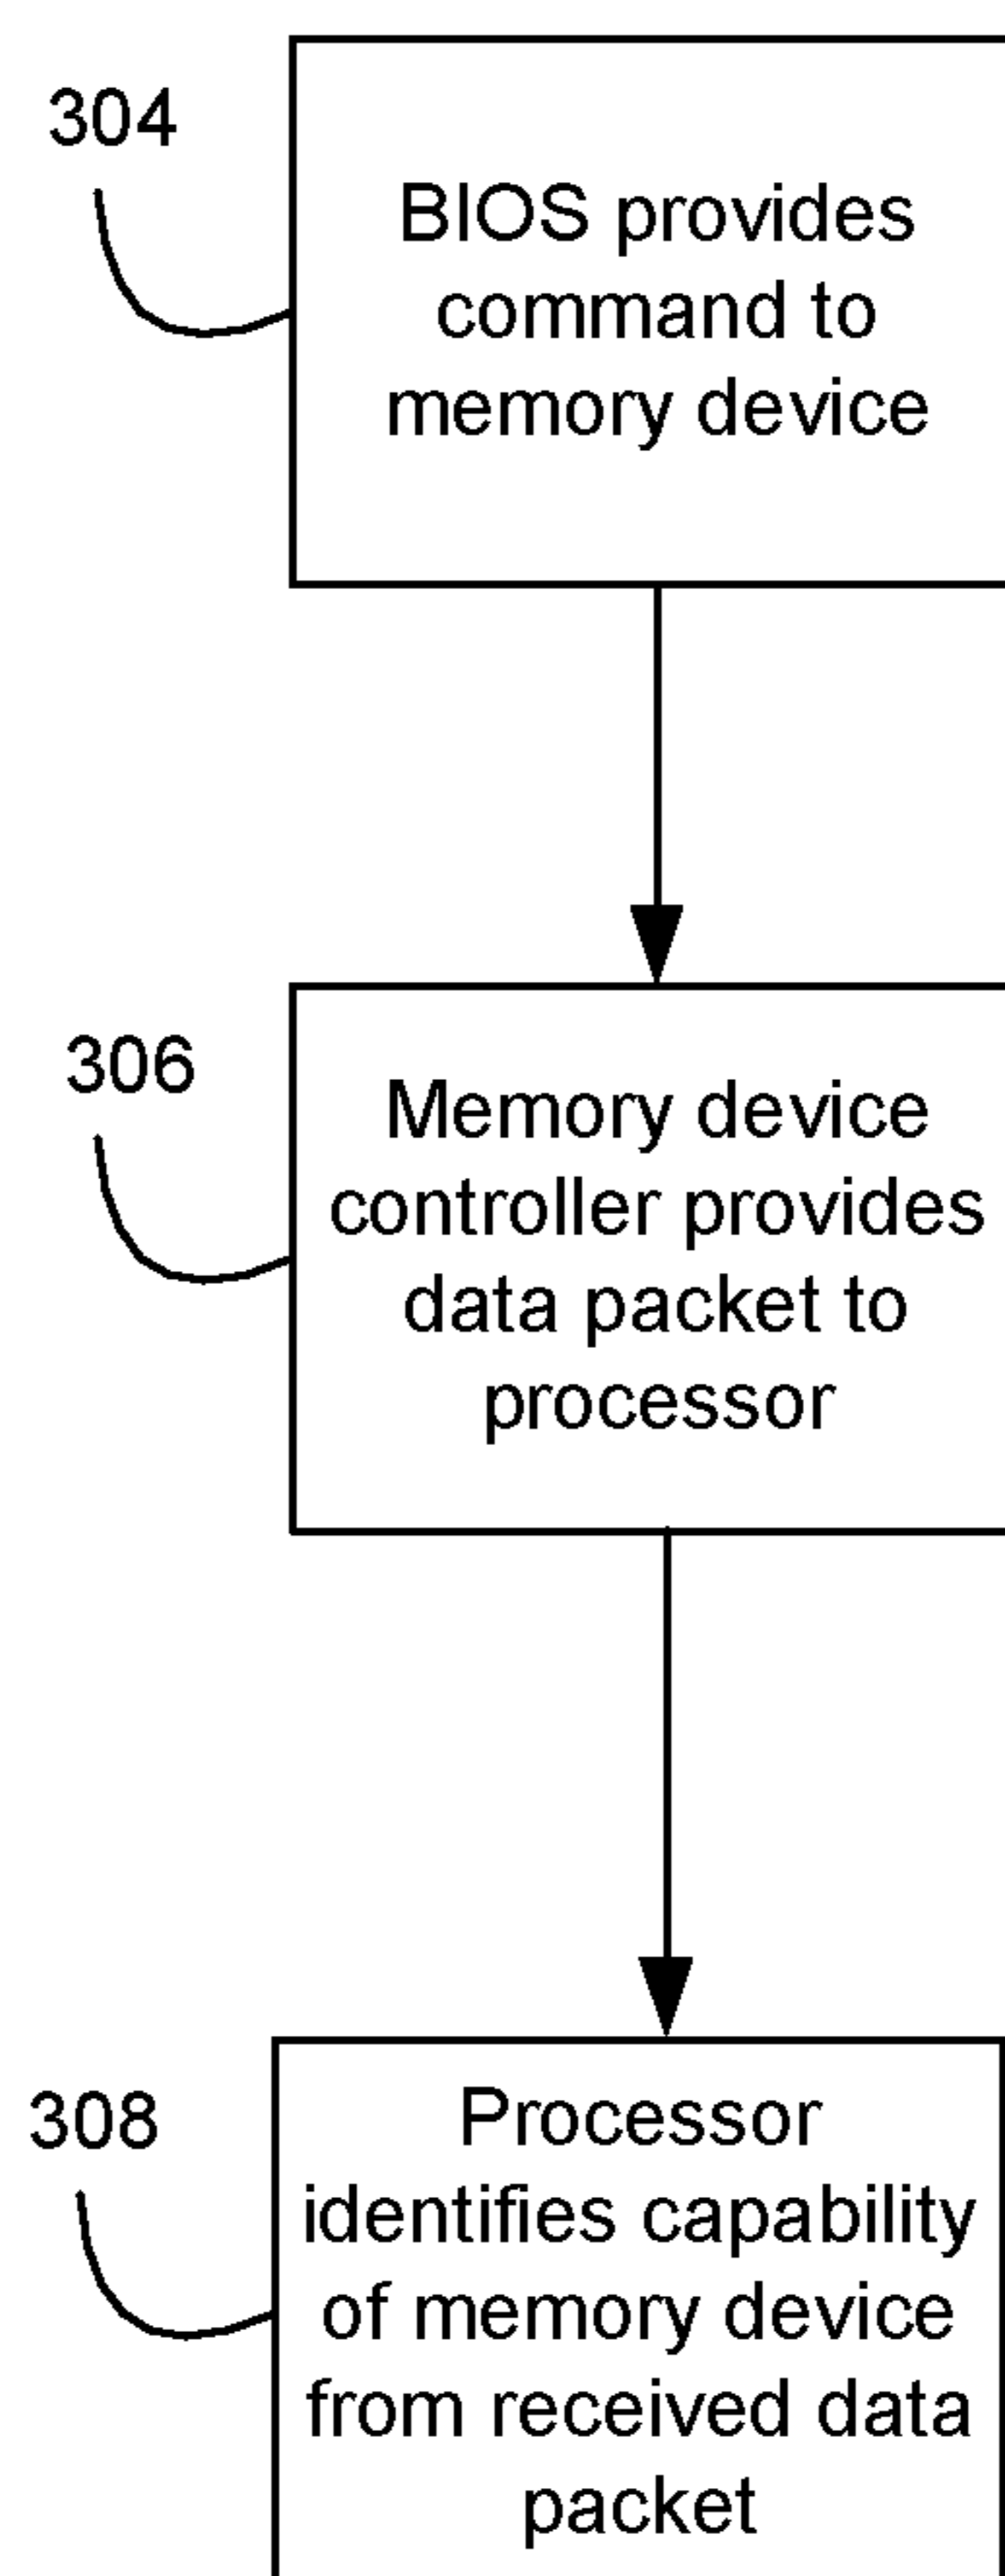 304
BIOS provides
command to
memory device
306
Memory device
controller provides
data packet to
processor
308
Processor
identifies capability
of memory device
from received data
packet